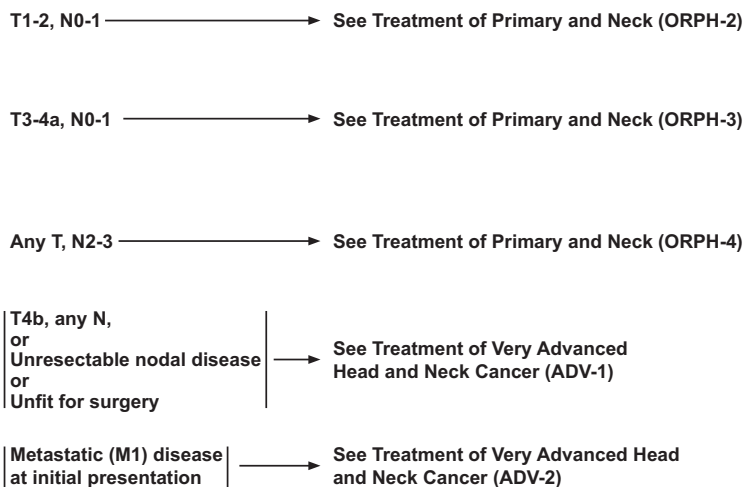 T1-2, N0-1 See Treatment of Primary and Neck (ORPH-2)
T3-4a, N0-1 See Treatment of Primary and Neck (ORPH-3)
Any T, N2-3 See Treatment of Primary and Neck (ORPH-4)
T4b, any N,
or
Unresectable nodal disease
or
Unfit for surgery
See Treatment of Very Advanced
Head and Neck Cancer (ADV-1)
Metastatic (M1) disease
at initial presentation
See Treatment of Very Advanced Head
and Neck Cancer (ADV-2)